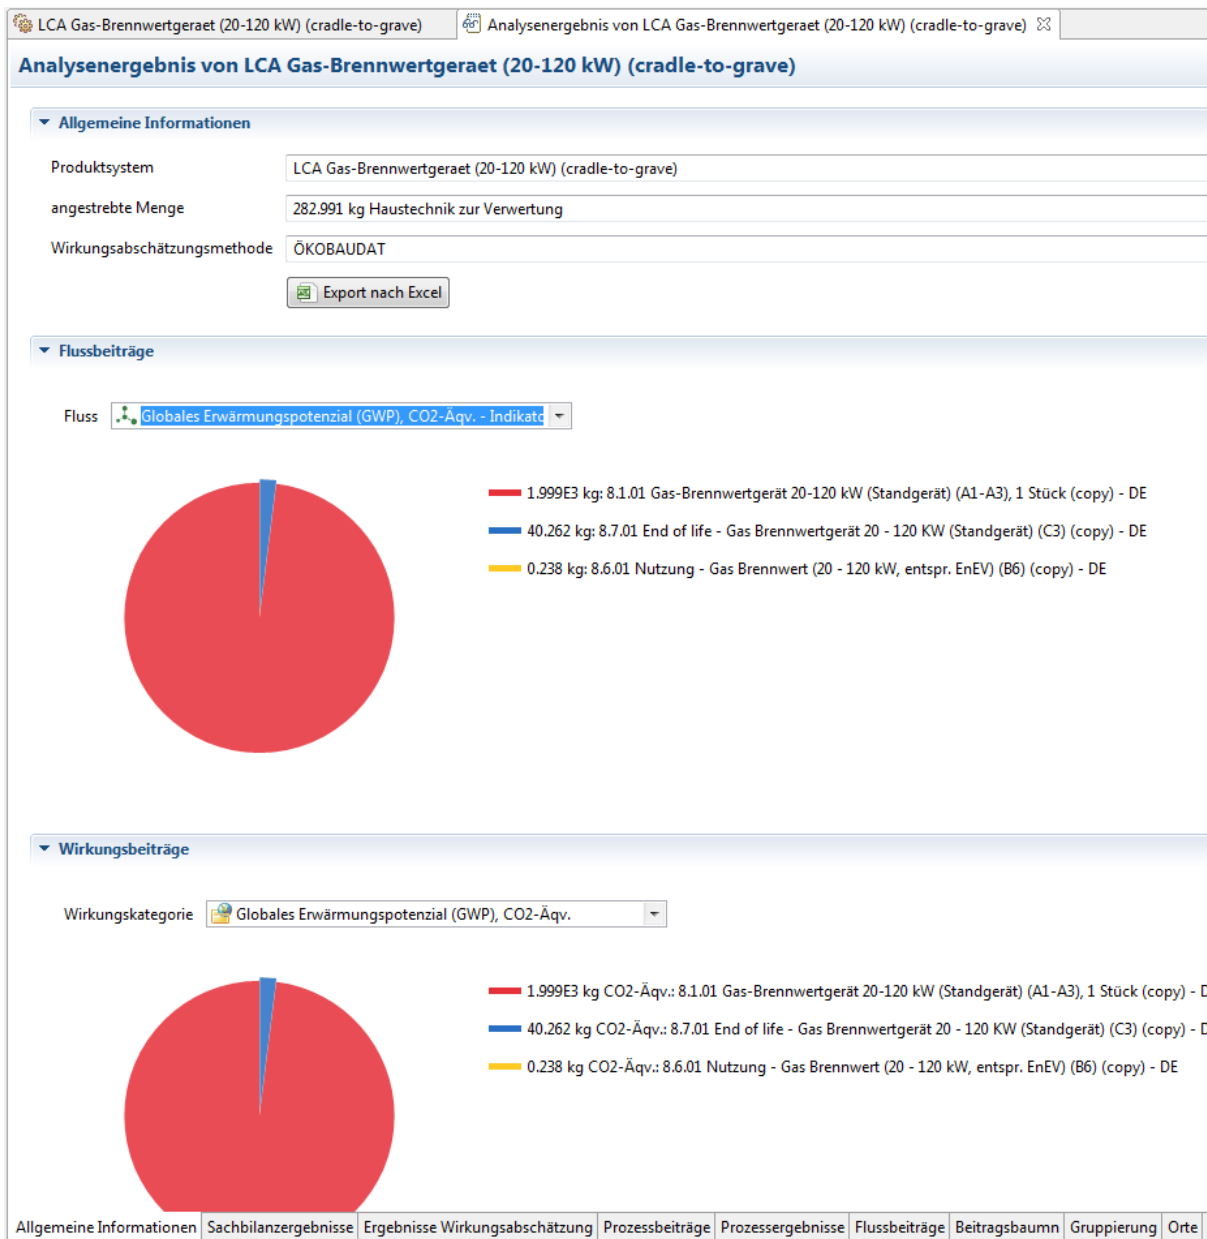 LCA Gas-Brennwertgeraet (20-120 kW) (cradle-to-grave) Analysenergebnis von LCA Gas-Brennwertgeraet (20-120 kW) (cradle-to-grave)
Analysenergebnis von LCA Gas-Brennwertgeraet (20-120 kW) (cradle-to-grave)
Allgemeine Informationen
Produktsystem LCA Gas-Brennwertgeraet (20-120 kW) (cradle-to-grave)
angestrebte Menge 282.991 kg Haustechnik zur Verwertung
Wirkungsabschätzungsmethode ÖKOBAUDAT
Export nach Excel
Flussbeiträge
Fluss Globales Erwärmungspotenzial (GWP), CO2-Äqv. - Indikato
1.999E3 kg: 8.1.01 Gas-Brennwertgerät 20-120 kW (Standgerät) (A1-A3), 1 Stück (copy) - DE
40.262 kg: 8.7.01 End of life - Gas Brennwertgerät 20 - 120 KW (Standgerät) (C3) (copy) - DE
0.238 kg: 8.6.01 Nutzung - Gas Brennwert (20 - 120 kW, entspr. EnEV) (B6) (copy) - DE
Wirkungsbeiträge
Wirkungskategorie Globales Erwärmungspotenzial (GWP), CO2-Äqv.
1.999E3 kg CO2-Äqv.: 8.1.01 Gas-Brennwertgerät 20-120 kW (Standgerät) (A1-A3), 1 Stück (copy) - D
40.262 kg CO2-Äqv.: 8.7.01 End of life - Gas Brennwertgerät 20 - 120 KW (Standgerät) (C3) (copy) - D
0.238 kg CO2-Äqv.: 8.6.01 Nutzung - Gas Brennwert (20 - 120 kW, entspr. EnEV) (B6) (copy) - DE
Allgemeine Informationen Sachbilanzergebnisse Ergebnisse Wirkungsabschätzung Prozessbeiträge Prozessergebnisse Flussbeiträge Beitragsbaumn Gruppierung Orte